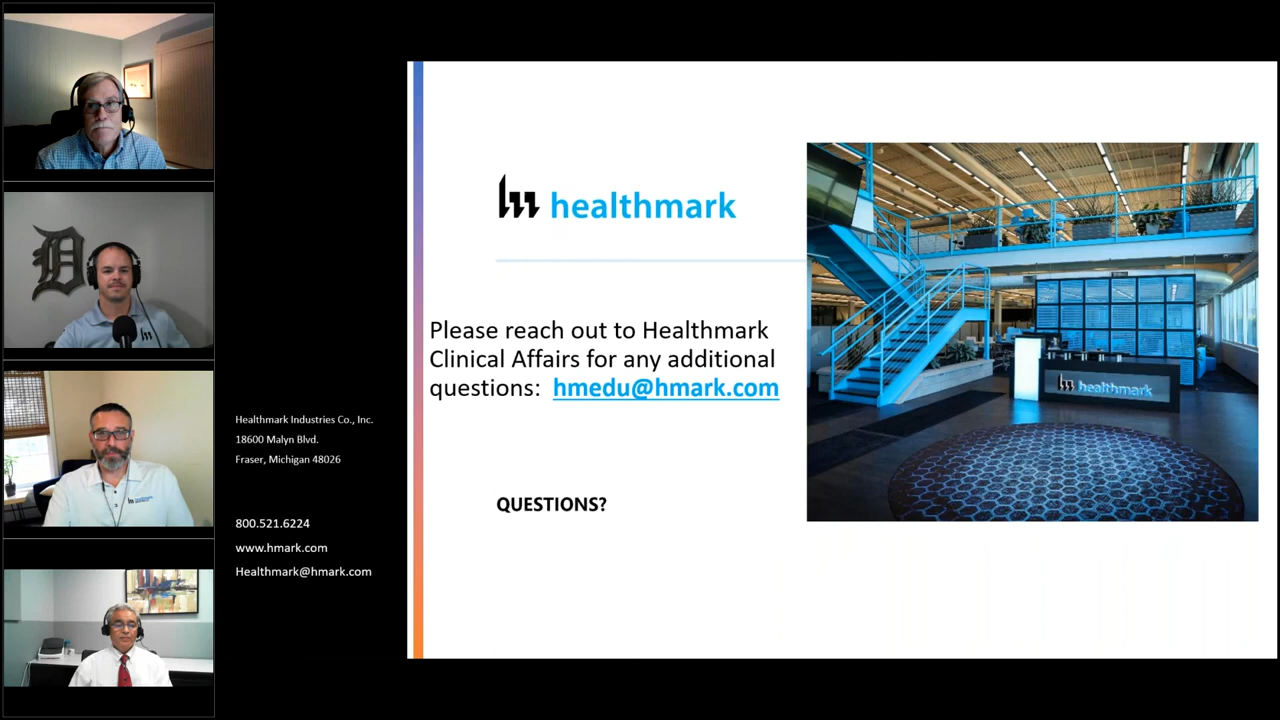 healthmark
Please reach out to Healthmark
Clinical Affairs for any additional
questions: hmedu@hmark.com
QUESTIONS?
Healthmark Industries Co., Inc.
18600 Malyn Blvd.
Fraser, Michigan 48026
800.521.6224
www.hmark.com
Healthmark@hmark.com
healthmark
D